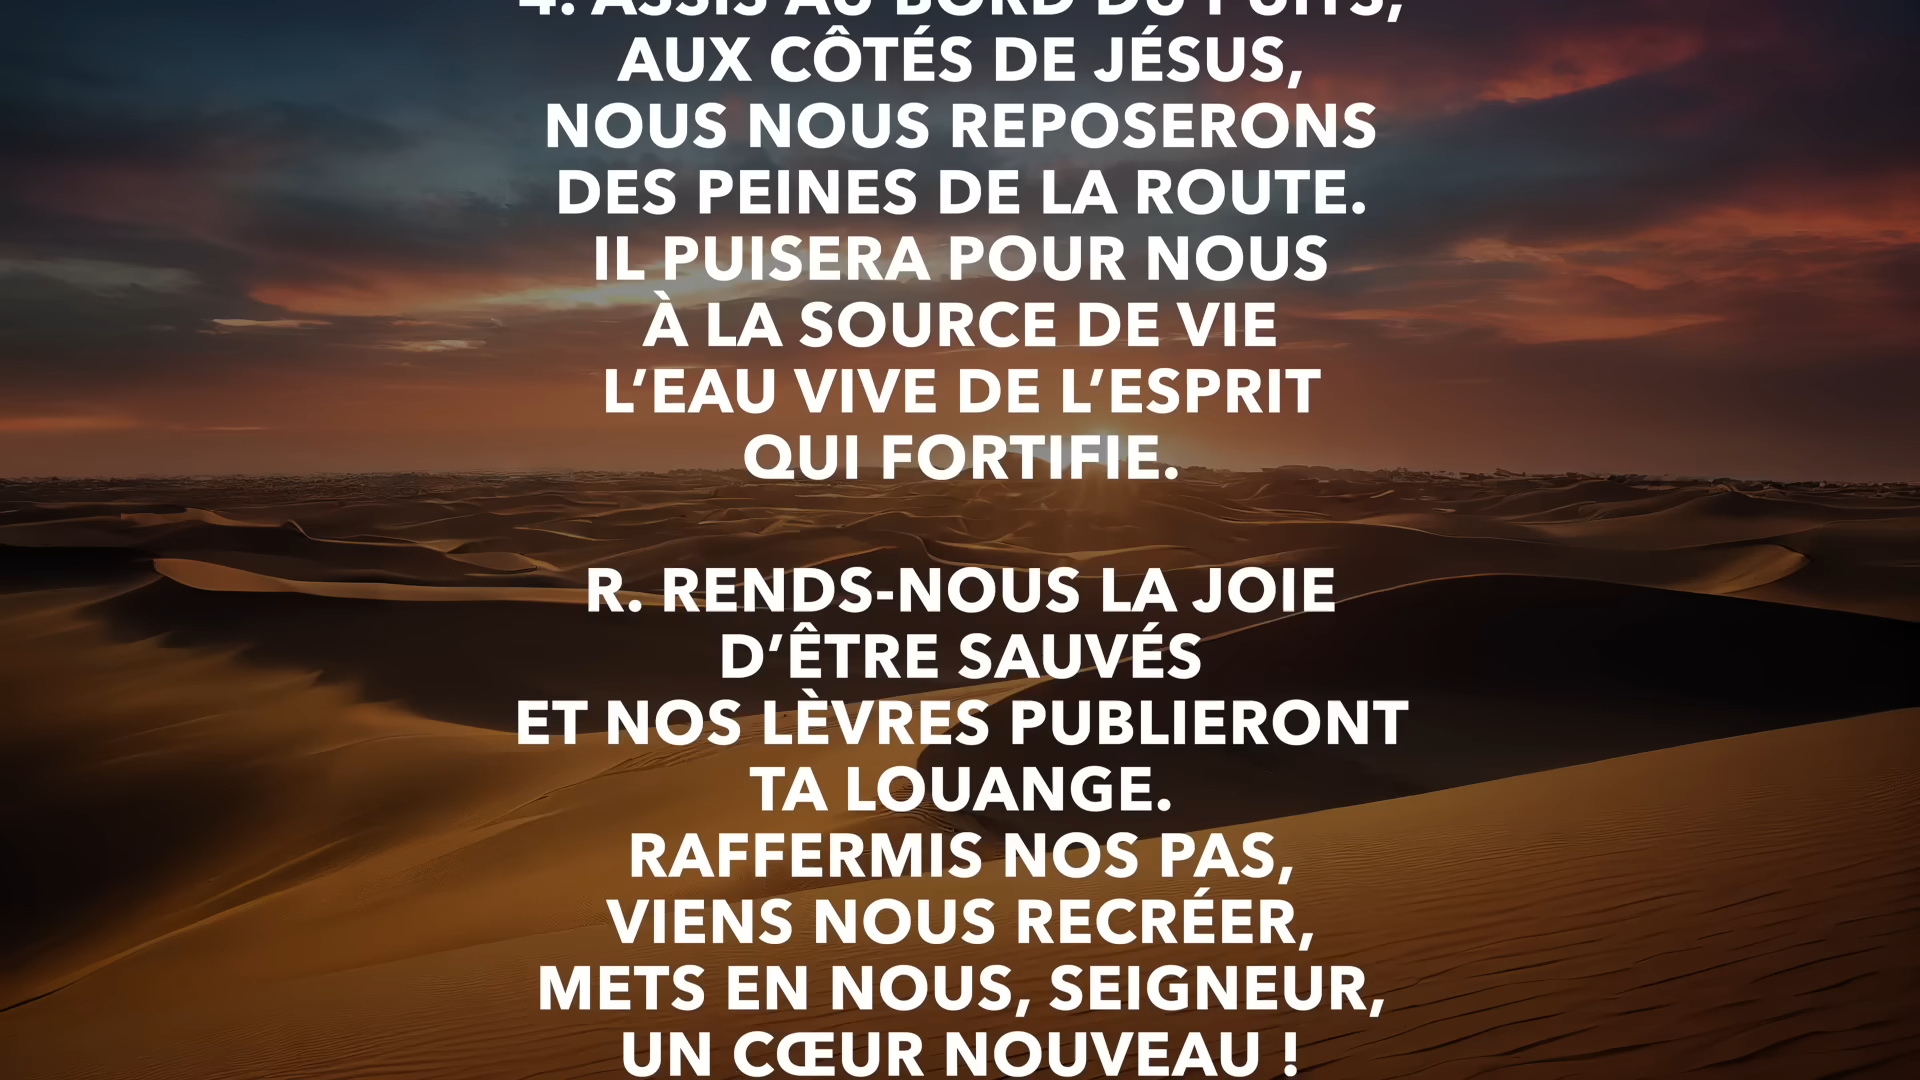 4. ASSIS AU BORD DU PUITS,
AUX CÔTÉS DE JÉSUS,
NOUS NOUS REPOSERONS
DES PEINES DE LA ROUTE.
IL PUISERA POUR NOUS
À LA SOURCE DE VIE
L’EAU VIVE DE L’ESPRIT
QUI FORTIFIE.
R. RENDS-NOUS LA JOIE
D’ÊTRE SAUVÉS
ET NOS LÈVRES PUBLIERONT
TA LOUANGE.
RAFFERMIS NOS PAS,
VIENS NOUS RECRÉER,
METS EN NOUS, SEIGNEUR,
UN CŒUR NOUVEAU !